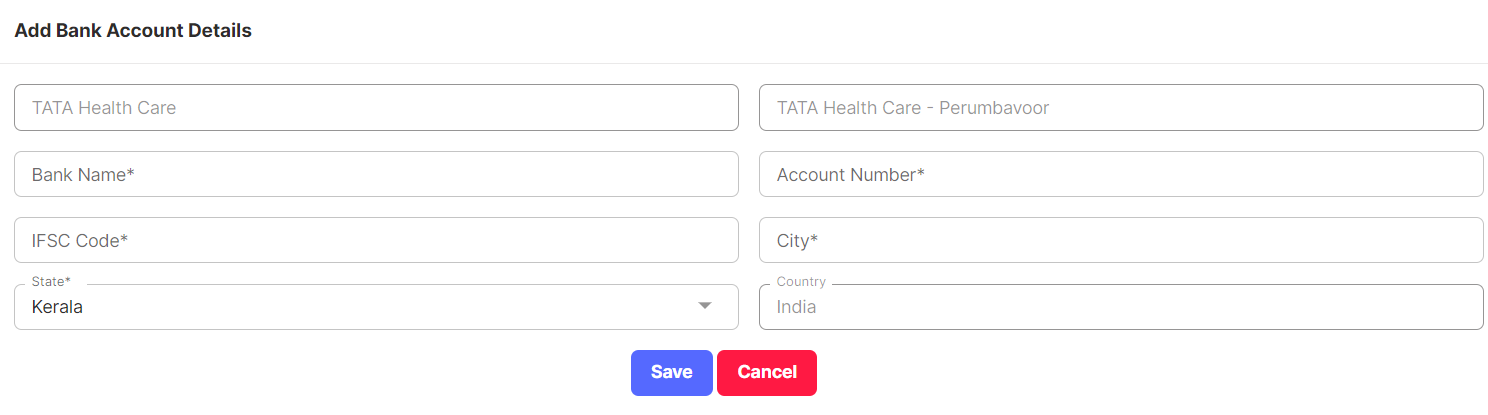 Add Bank Account Details
TATA Health Care
TATA Health Care - Perumbavoor
Bank Name*
Account Number*
IFSC Code*
City*
State*
Kerala
Country
India
Save
Cancel